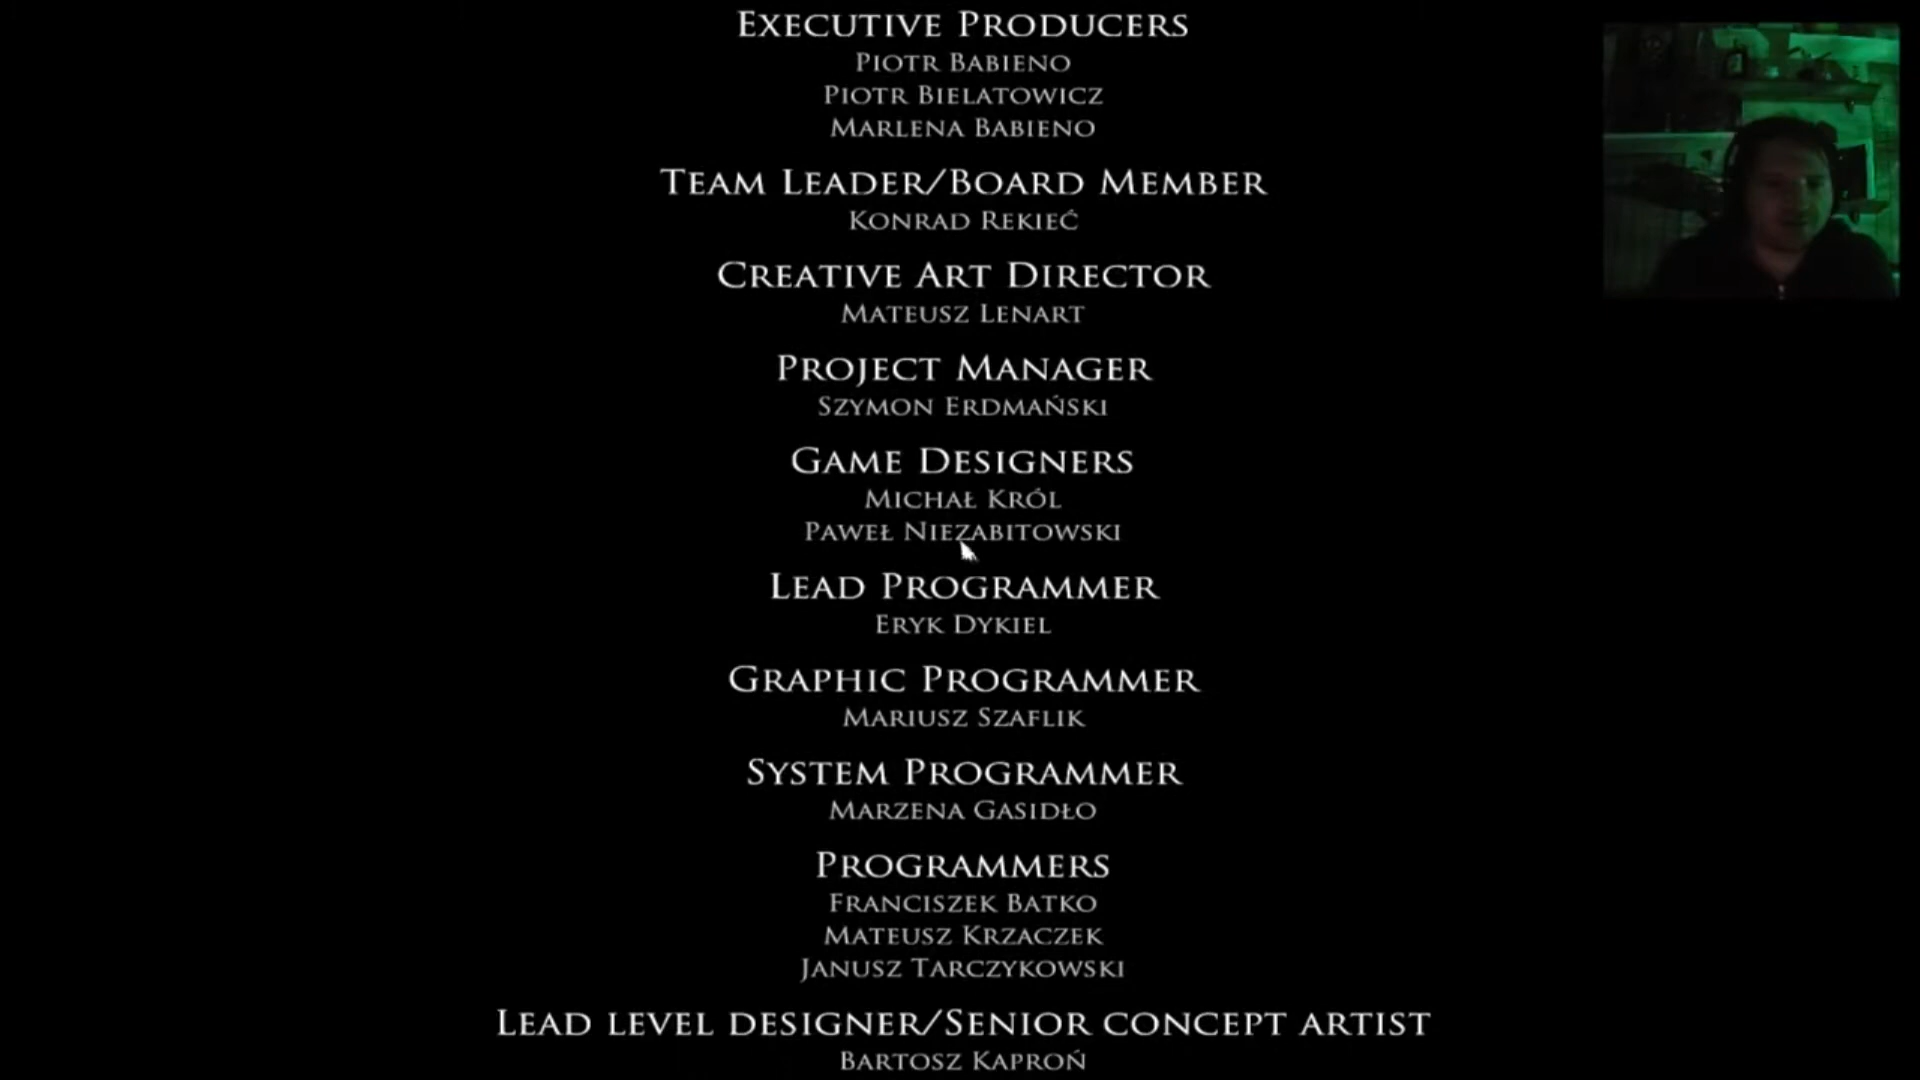 Executive Producers
Piotr Babieno
Piotr Bielatowicz
Marlena Babieno
Team Leader/Board Member
Konrad Rekieć
Creative Art Director
Mateusz Lenart
Project Manager
Szymon Erdmański
Game Designers
Michał Król
Paweł Niezabitowski
Lead Programmer
Eryk Dykiel
Graphic Programmer
Mariusz Szaflik
System Programmer
Marzena Gasidło
Programmers
Franciszek Batko
Mateusz Krzaczek
Janusz Tarczykowski
Lead level designer/Senior concept artist
Bartosz Kaproń